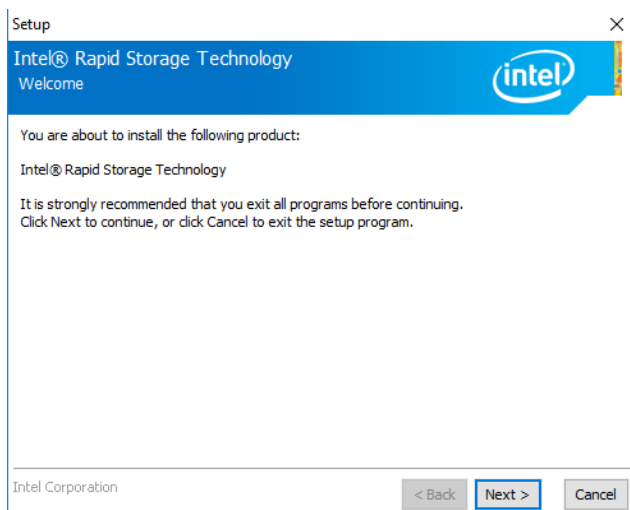 Setup
Intel® Rapid Storage Technology
Welcome
intel
You are about to install the following product:
Intel® Rapid Storage Technology
It is strongly recommended that you exit all programs before continuing.
Click Next to continue, or click Cancel to exit the setup program.
Intel Corporation
< Back Next > Cancel